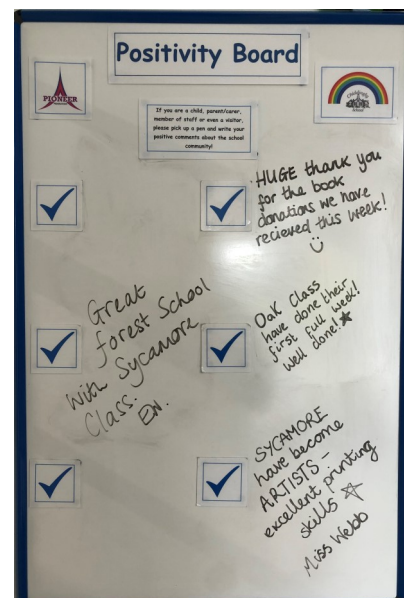 Positivity Board
PIONEER
If you are a child, parent/carer,
member of staff or even a visitor,
please pick up a pen and write your
positive comments about the school
community!
HUGE thank you
for the book
donations we have
recieved this week!
Great
forest School
with Sycamore
Class.
EW.
Oak Class
have done their
first full week!
well done!
SYCAMORE
have become
ARTISTS -
excellent printing
skills
Miss Webb